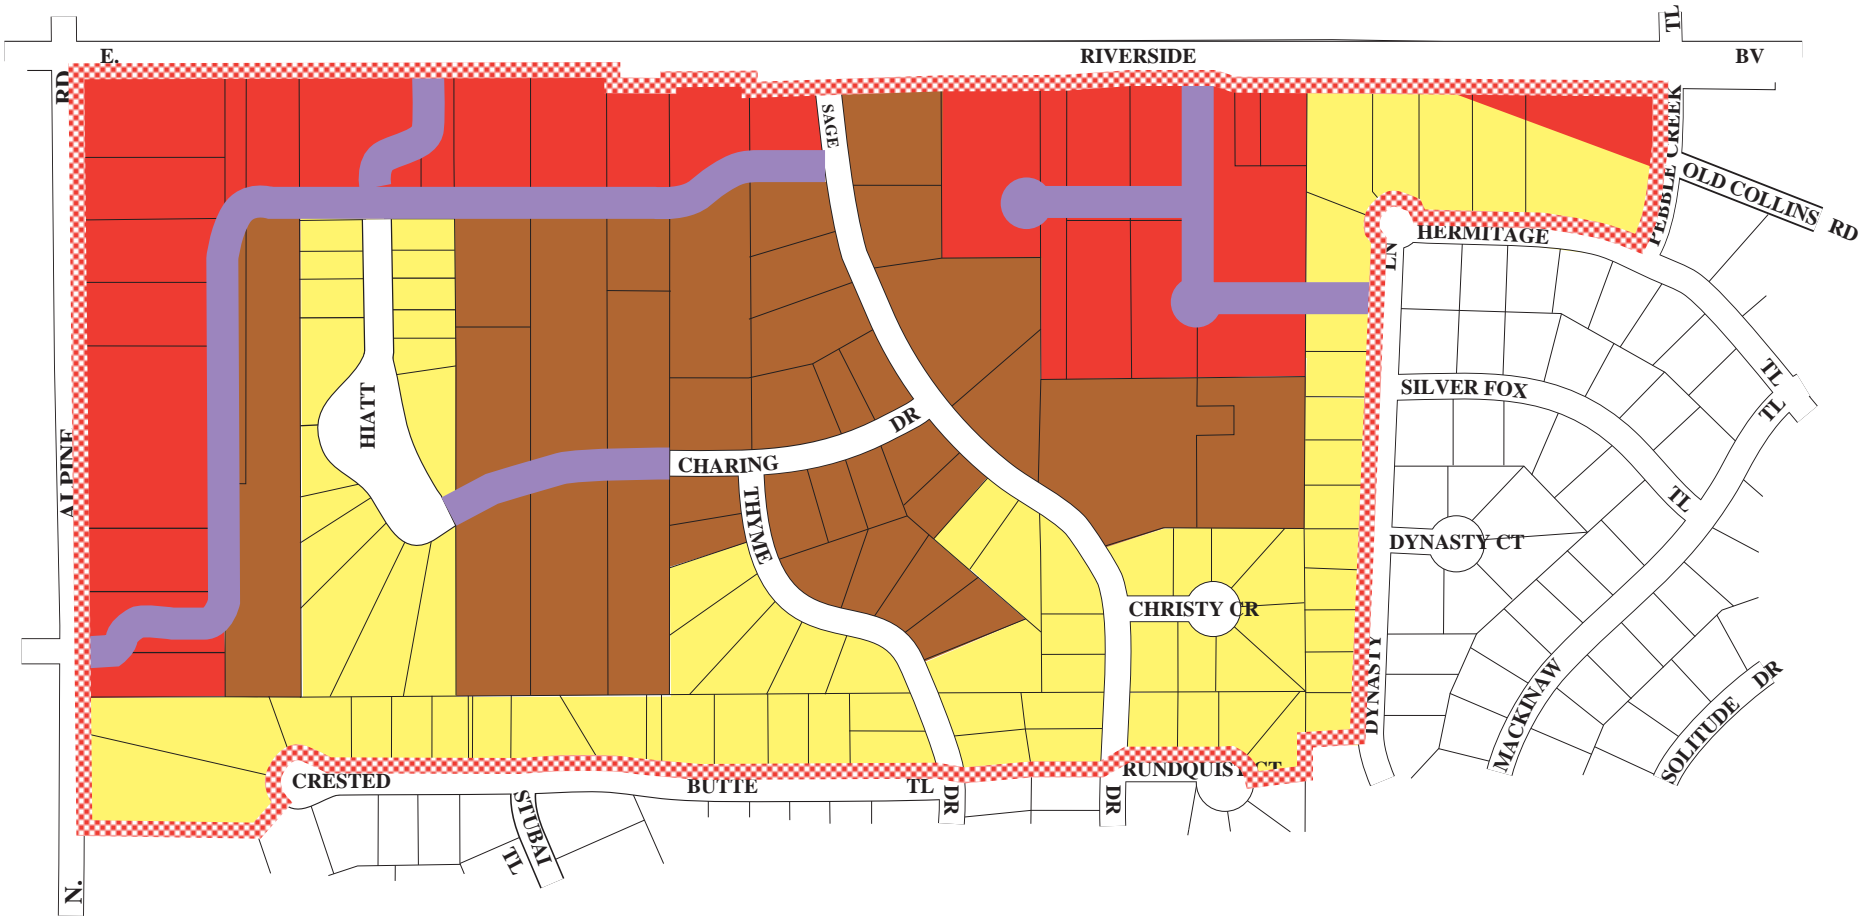 TL
E. RIVERSIDE BV
RD
SAGE
PEBBLE CREEK
OLD COLLINS RD
HERMITAGE
LN
TL
HIATT
DR
SILVER FOX
TL
ALPINE
CHARING
THYME
TL
DYNASTY CT
CHRISTY CR
DYNASTY
MACKINAW
SOLITUDE DR
CRESTED BUTTE TL
RUNDQUIST CT
DR
DR
STUBAI
TL
N.